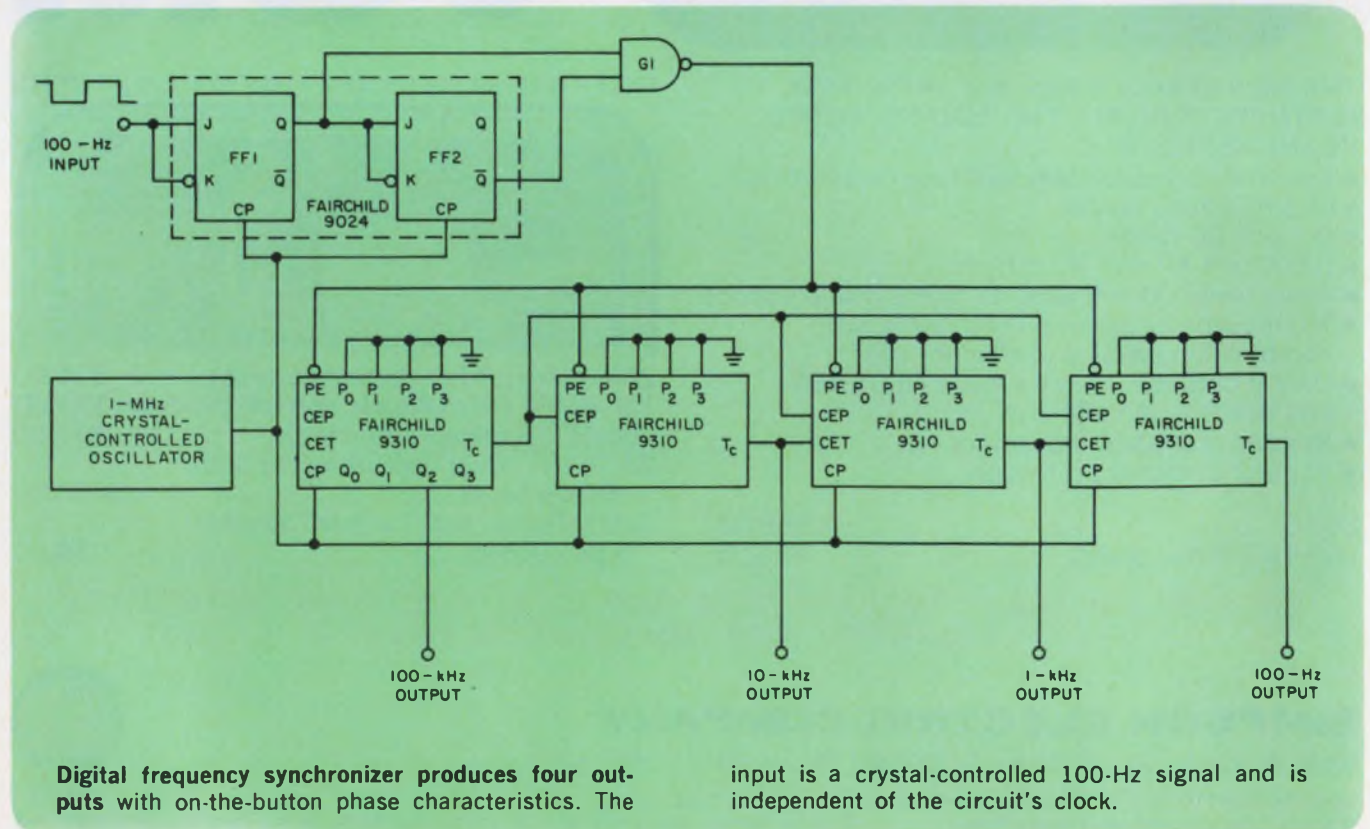 G1
100-Hz
INPUT
J Q
FF1
K Q̅
CP
J Q
FF2
K Q̅
CP
FAIRCHILD
9024
1-MHz
CRYSTAL-
CONTROLLED
OSCILLATOR
PE P0 P1 P2 P3
CEP FAIRCHILD
CET 9310 Tc
CP Q0 Q1 Q2 Q3
PE P0 P1 P2 P3
CEP FAIRCHILD
9310 Tc
CP
PE P0 P1 P2 P3
CEP FAIRCHILD
CET 9310 Tc
CP
PE P0 P1 P2 P3
CEP FAIRCHILD
CET 9310 Tc
CP
100-kHz
OUTPUT
10-kHz
OUTPUT
1-kHz
OUTPUT
100-Hz
OUTPUT
Digital frequency synchronizer produces four out-
puts with on-the-button phase characteristics. The
input is a crystal-controlled 100-Hz signal and is
independent of the circuit's clock.